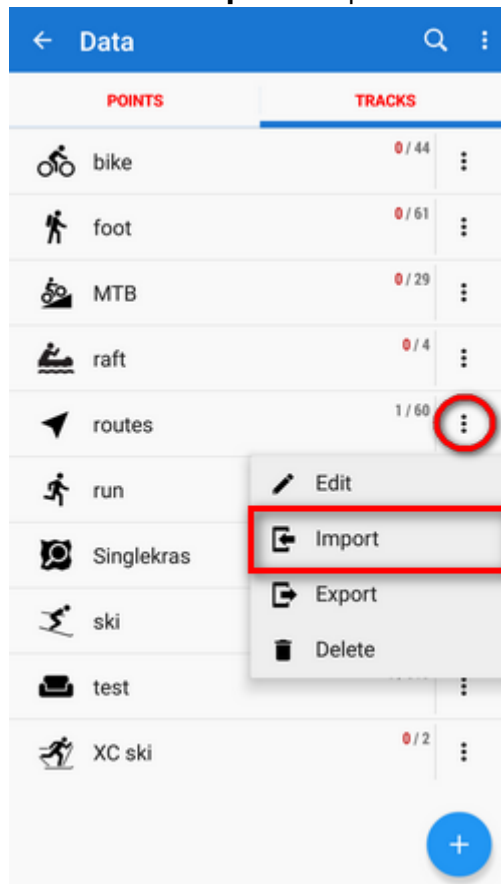 Data
POINTS TRACKS
bike 0 / 44
foot 0 / 61
MTB 0 / 29
raft 0 / 4
routes 1 / 60
run
Edit
Singlekras
Import
Export
ski
Delete
test
XC ski 0 / 2
+